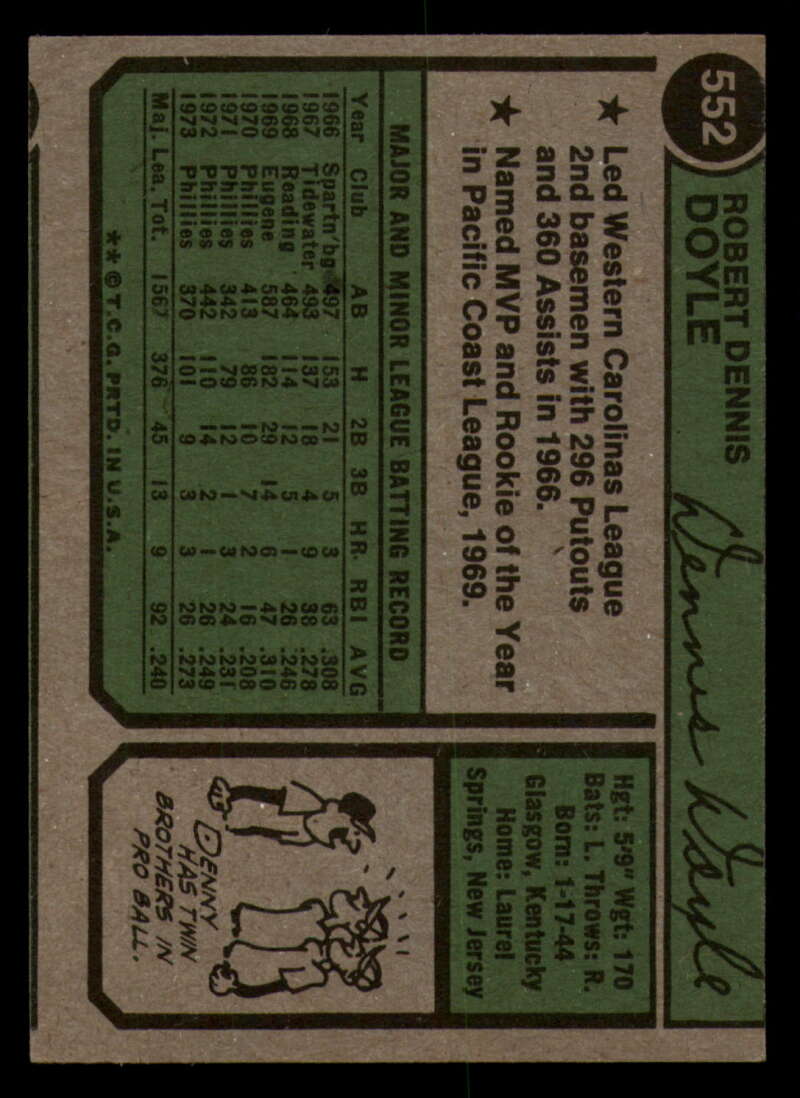 552
ROBERT DENNIS
DOYLE
Dennis Doyle
★ Led Western Carolinas League
2nd basemen with 296 Putouts
and 360 Assists in 1966.
★ Named MVP and Rookie of the Year
in Pacific Coast League, 1969.
MAJOR AND MINOR LEAGUE BATTING RECORD
Year Club AB H 2B 3B HR. RBI AVG
1966 Spartn'bg 497 153 21 5 3 63 .308
1967 Tidewater 493 137 18 4 9 38 .278
1968 Reading 464 114 12 5 1 26 .246
1969 Eugene 587 182 29 14 6 47 .310
1970 Phillies 413 86 10 7 2 16 .208
1971 Phillies 342 79 12 1 3 24 .231
1972 Phillies 442 110 14 2 1 26 .249
1973 Phillies 370 101 9 3 3 26 .273
Maj. Lea. Tot. 1567 376 45 13 9 92 .240
** © T.C.G. PRTD. IN U.S.A.
Hgt: 5'9" Wgt: 170
Bats: L. Throws: R.
Born: 1-17-44
Glasgow, Kentucky
Home: Laurel
Springs, New Jersey
DENNY
HAS TWIN
BROTHERS IN
PRO BALL.